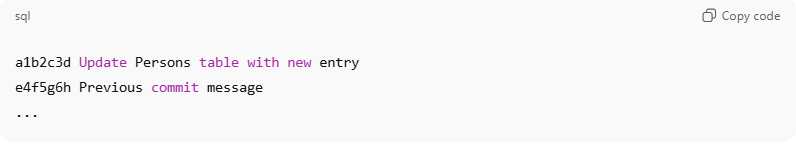 sql
Copy code
a1b2c3d Update Persons table with new entry
e4f5g6h Previous commit message
...